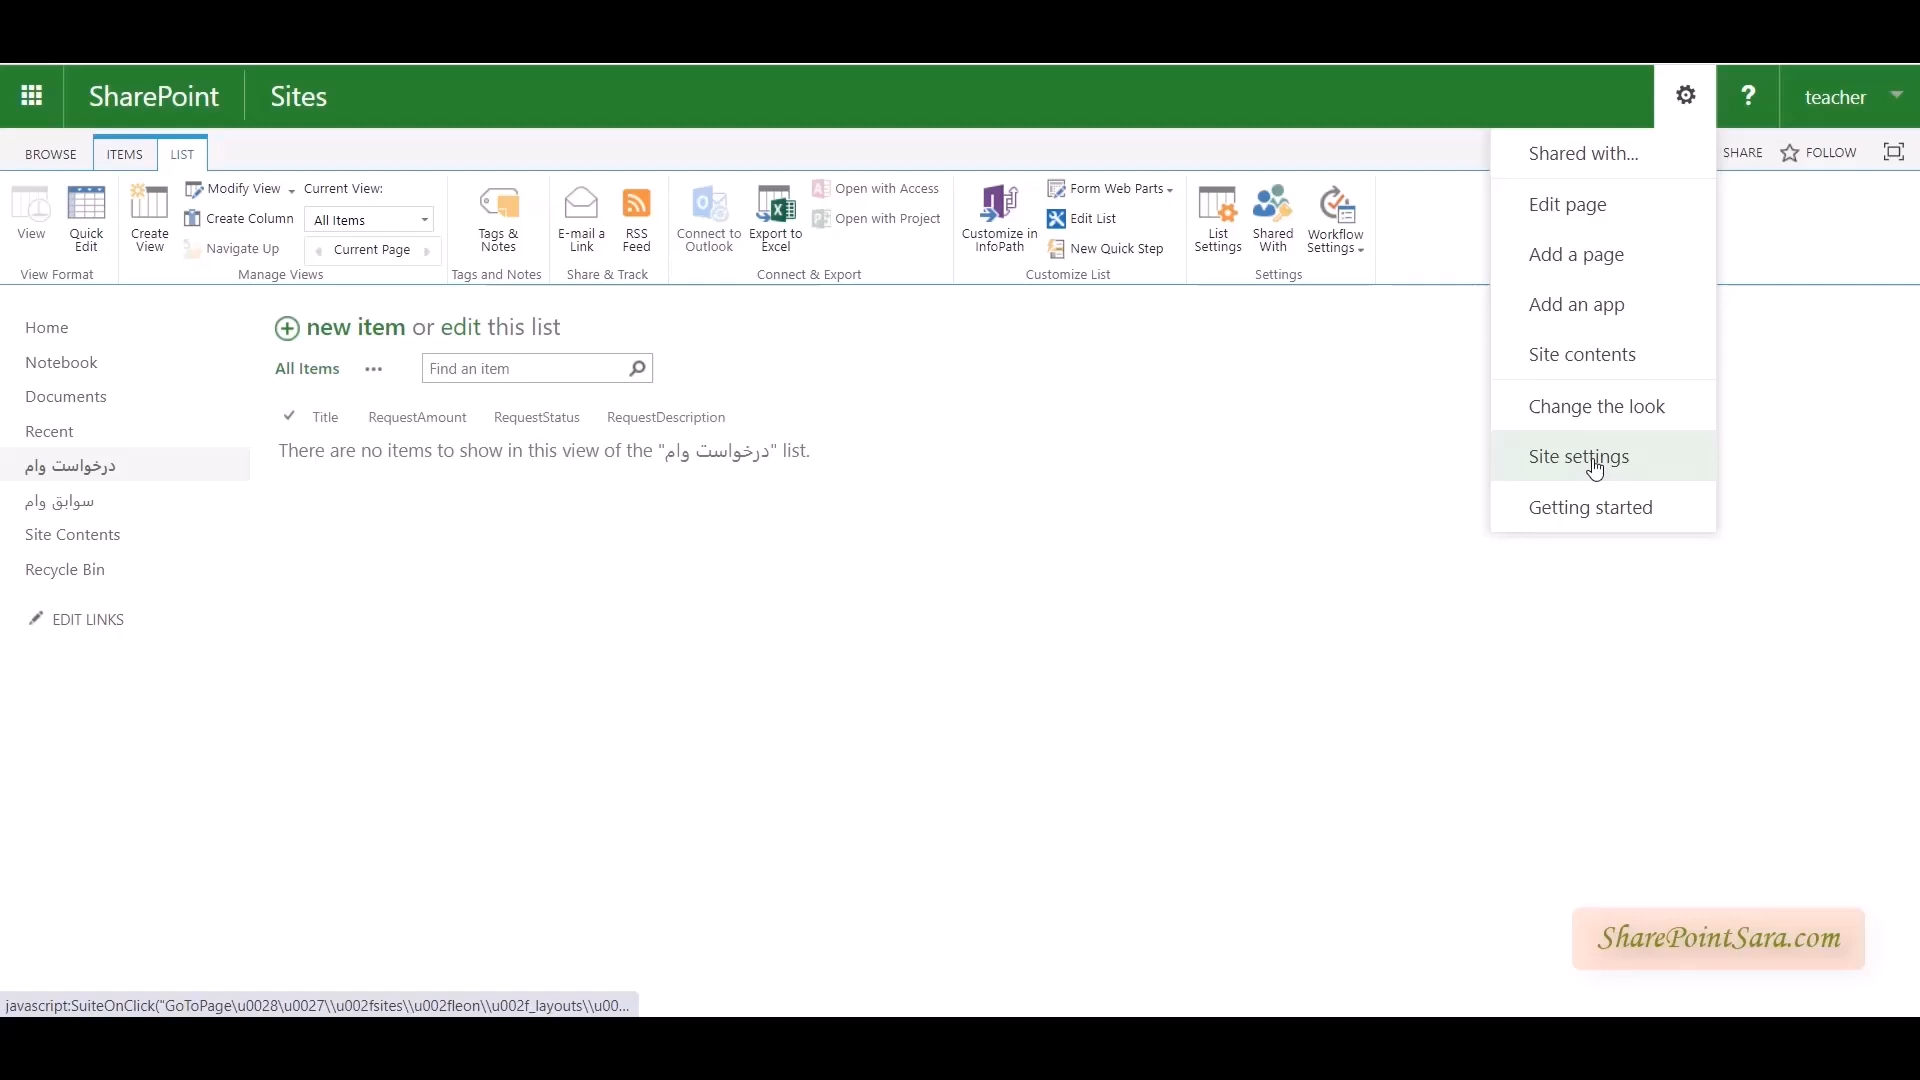 SharePoint Sites ? teacher
BROWSE ITEMS LIST SHARE FOLLOW
View
Quick Edit
View Format
Create View
Modify View
Create Column
Navigate Up
Current View:
All Items
Current Page
Manage Views
Tags & Notes
Tags and Notes
E-mail a Link
RSS Feed
Share & Track
Connect to Outlook
Export to Excel
Open with Access
Open with Project
Connect & Export
Customize in InfoPath
Form Web Parts
Edit List
New Quick Step
Customize List
List Settings
Shared With
Workflow Settings
Settings
Shared with...
Edit page
Add a page
Add an app
Site contents
Change the look
Site settings
Getting started
Home
Notebook
Documents
Recent
درخواست وام
سوابق وام
Site Contents
Recycle Bin
EDIT LINKS
new item or edit this list
All Items ••• Find an item
Title RequestAmount RequestStatus RequestDescription
There are no items to show in this view of the "درخواست وام" list.
SharePointSara.com
javascript:SuiteOnClick("GoToPage\u0028\u0027\\u002fsites\\u002fleon\\u002f_layouts\\u00...